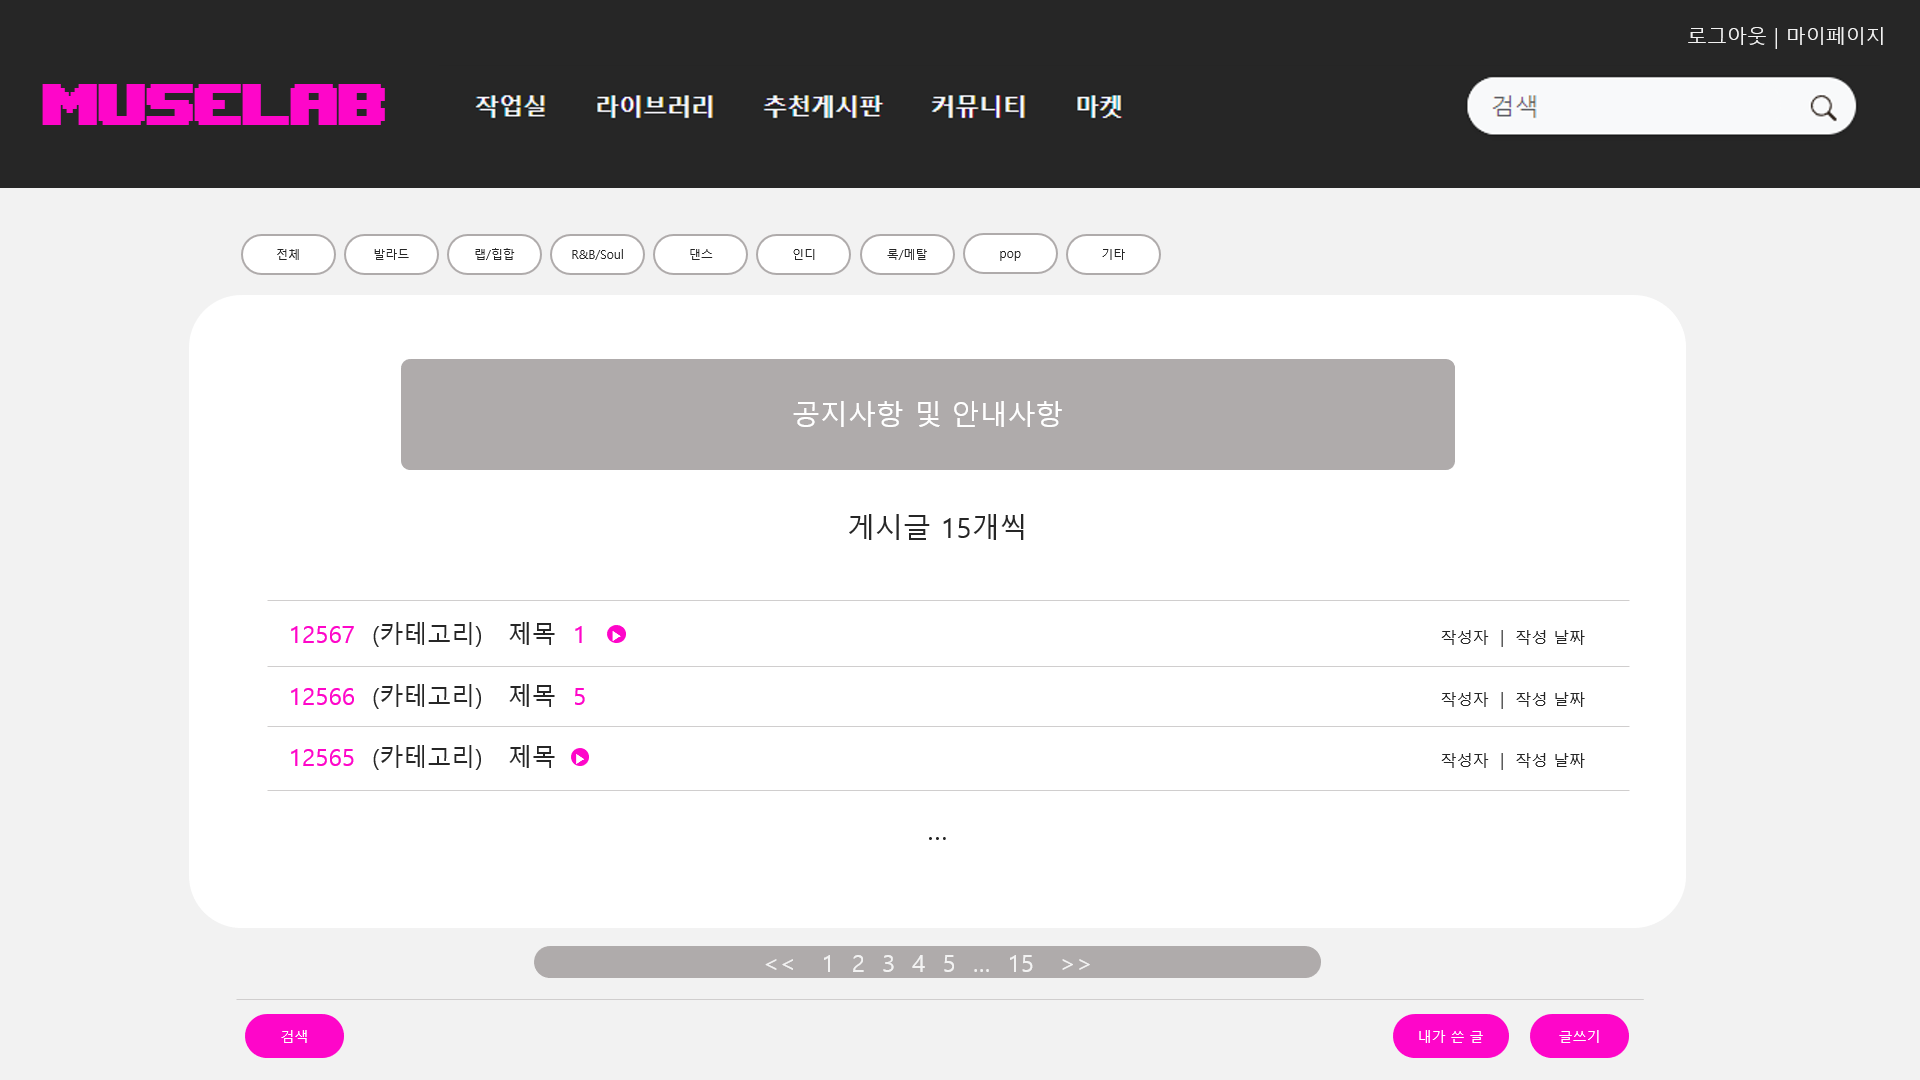 로그아웃 | 마이페이지
MUSELAB 작업실 라이브러리 추천게시판 커뮤니티 마켓 검색
전체 발라드 랩/힙합 R&B/Soul 댄스 인디 록/메탈 pop 기타
공지사항 및 안내사항
게시글 15개씩
12567 (카테고리) 제목 1 작성자 | 작성 날짜
12566 (카테고리) 제목 5 작성자 | 작성 날짜
12565 (카테고리) 제목 작성자 | 작성 날짜
...
<< 1 2 3 4 5 ... 15 >>
검색 내가 쓴 글 글쓰기